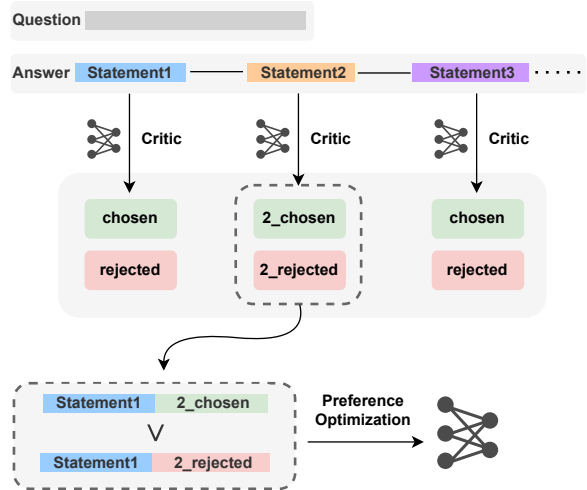 Question
Answer Statement1 Statement2 Statement3 ......
Critic Critic Critic
chosen 2_chosen chosen
rejected 2_rejected rejected
Statement1 2_chosen
Preference
Optimization
Statement1 2_rejected